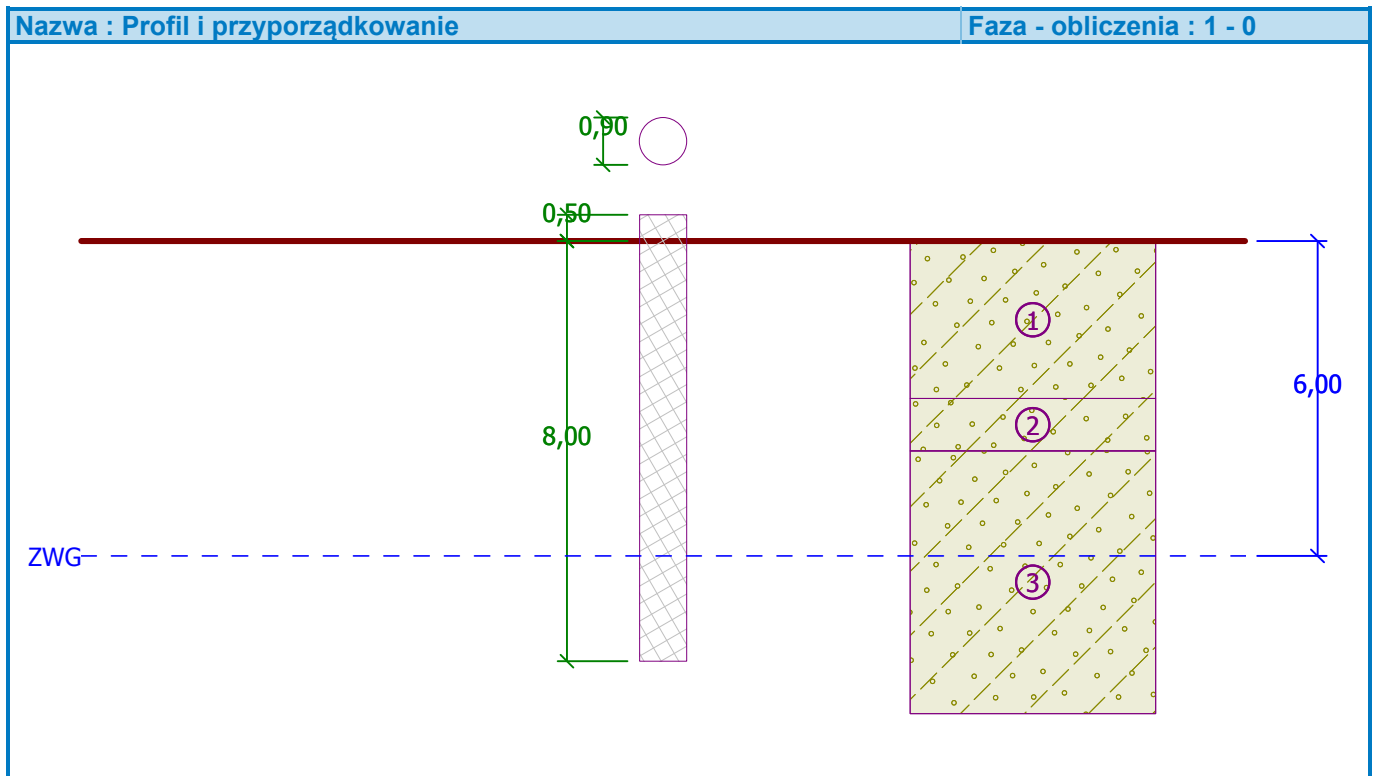 Nazwa : Profil i przyporządkowanie
Faza - obliczenia : 1 - 0
0,90
0,50
1
6,00
2
8,00
ZWG
3